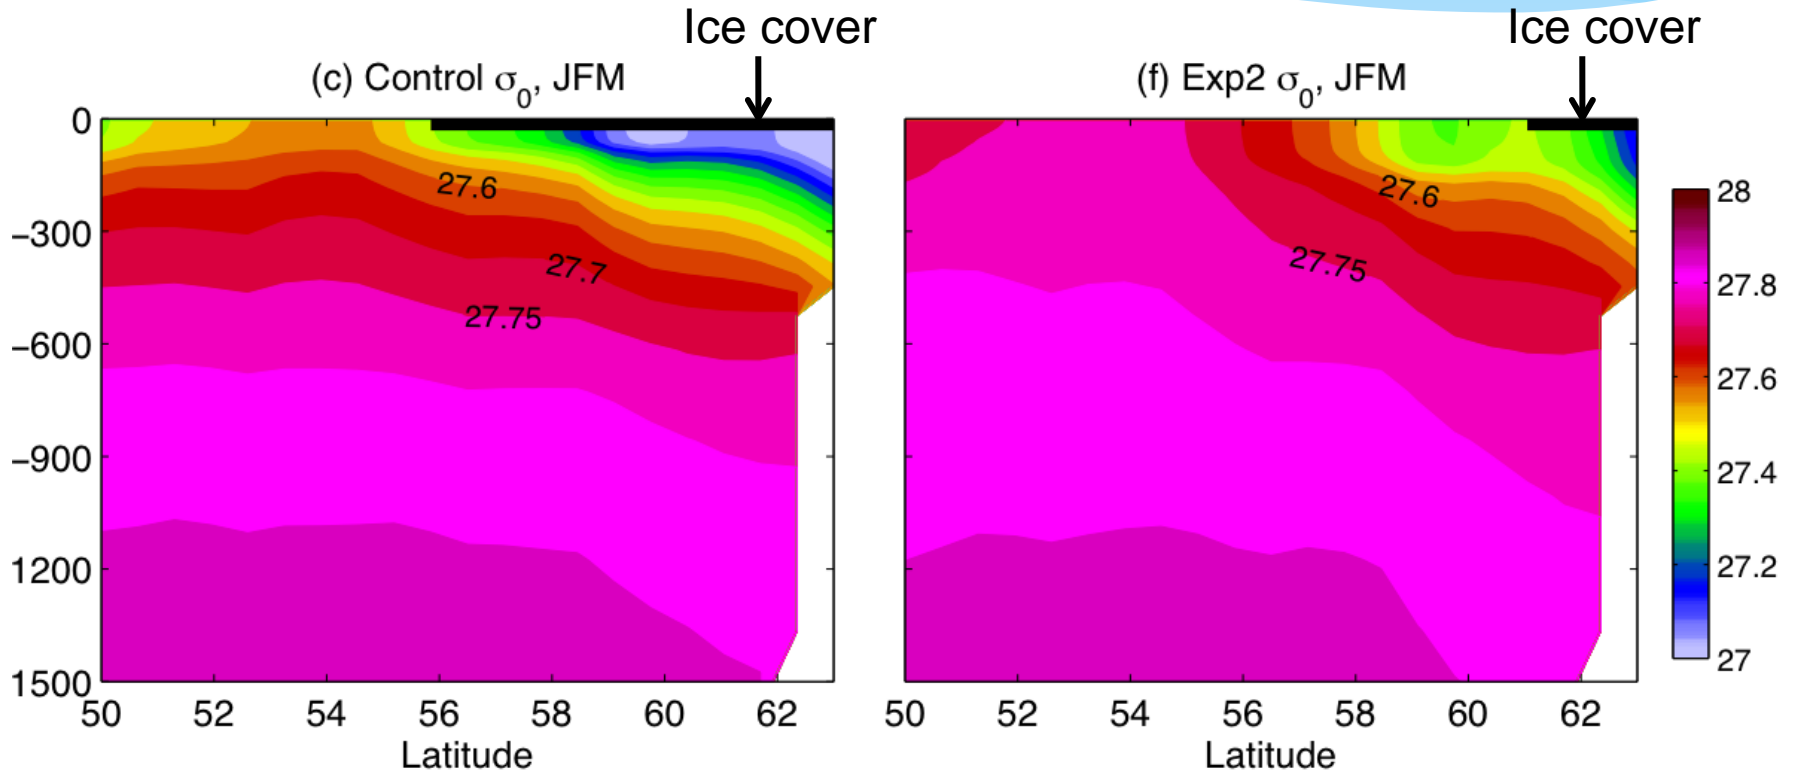 Ice cover
Ice cover
(c) Control σ0, JFM
(f) Exp2 σ0, JFM
0
−300
−600
−900
1200
1500
27.6
27.7
27.75
27.6
27.75
28
27.8
27.6
27.4
27.2
27
50 52 54 56 58 60 62
50 52 54 56 58 60 62
Latitude
Latitude